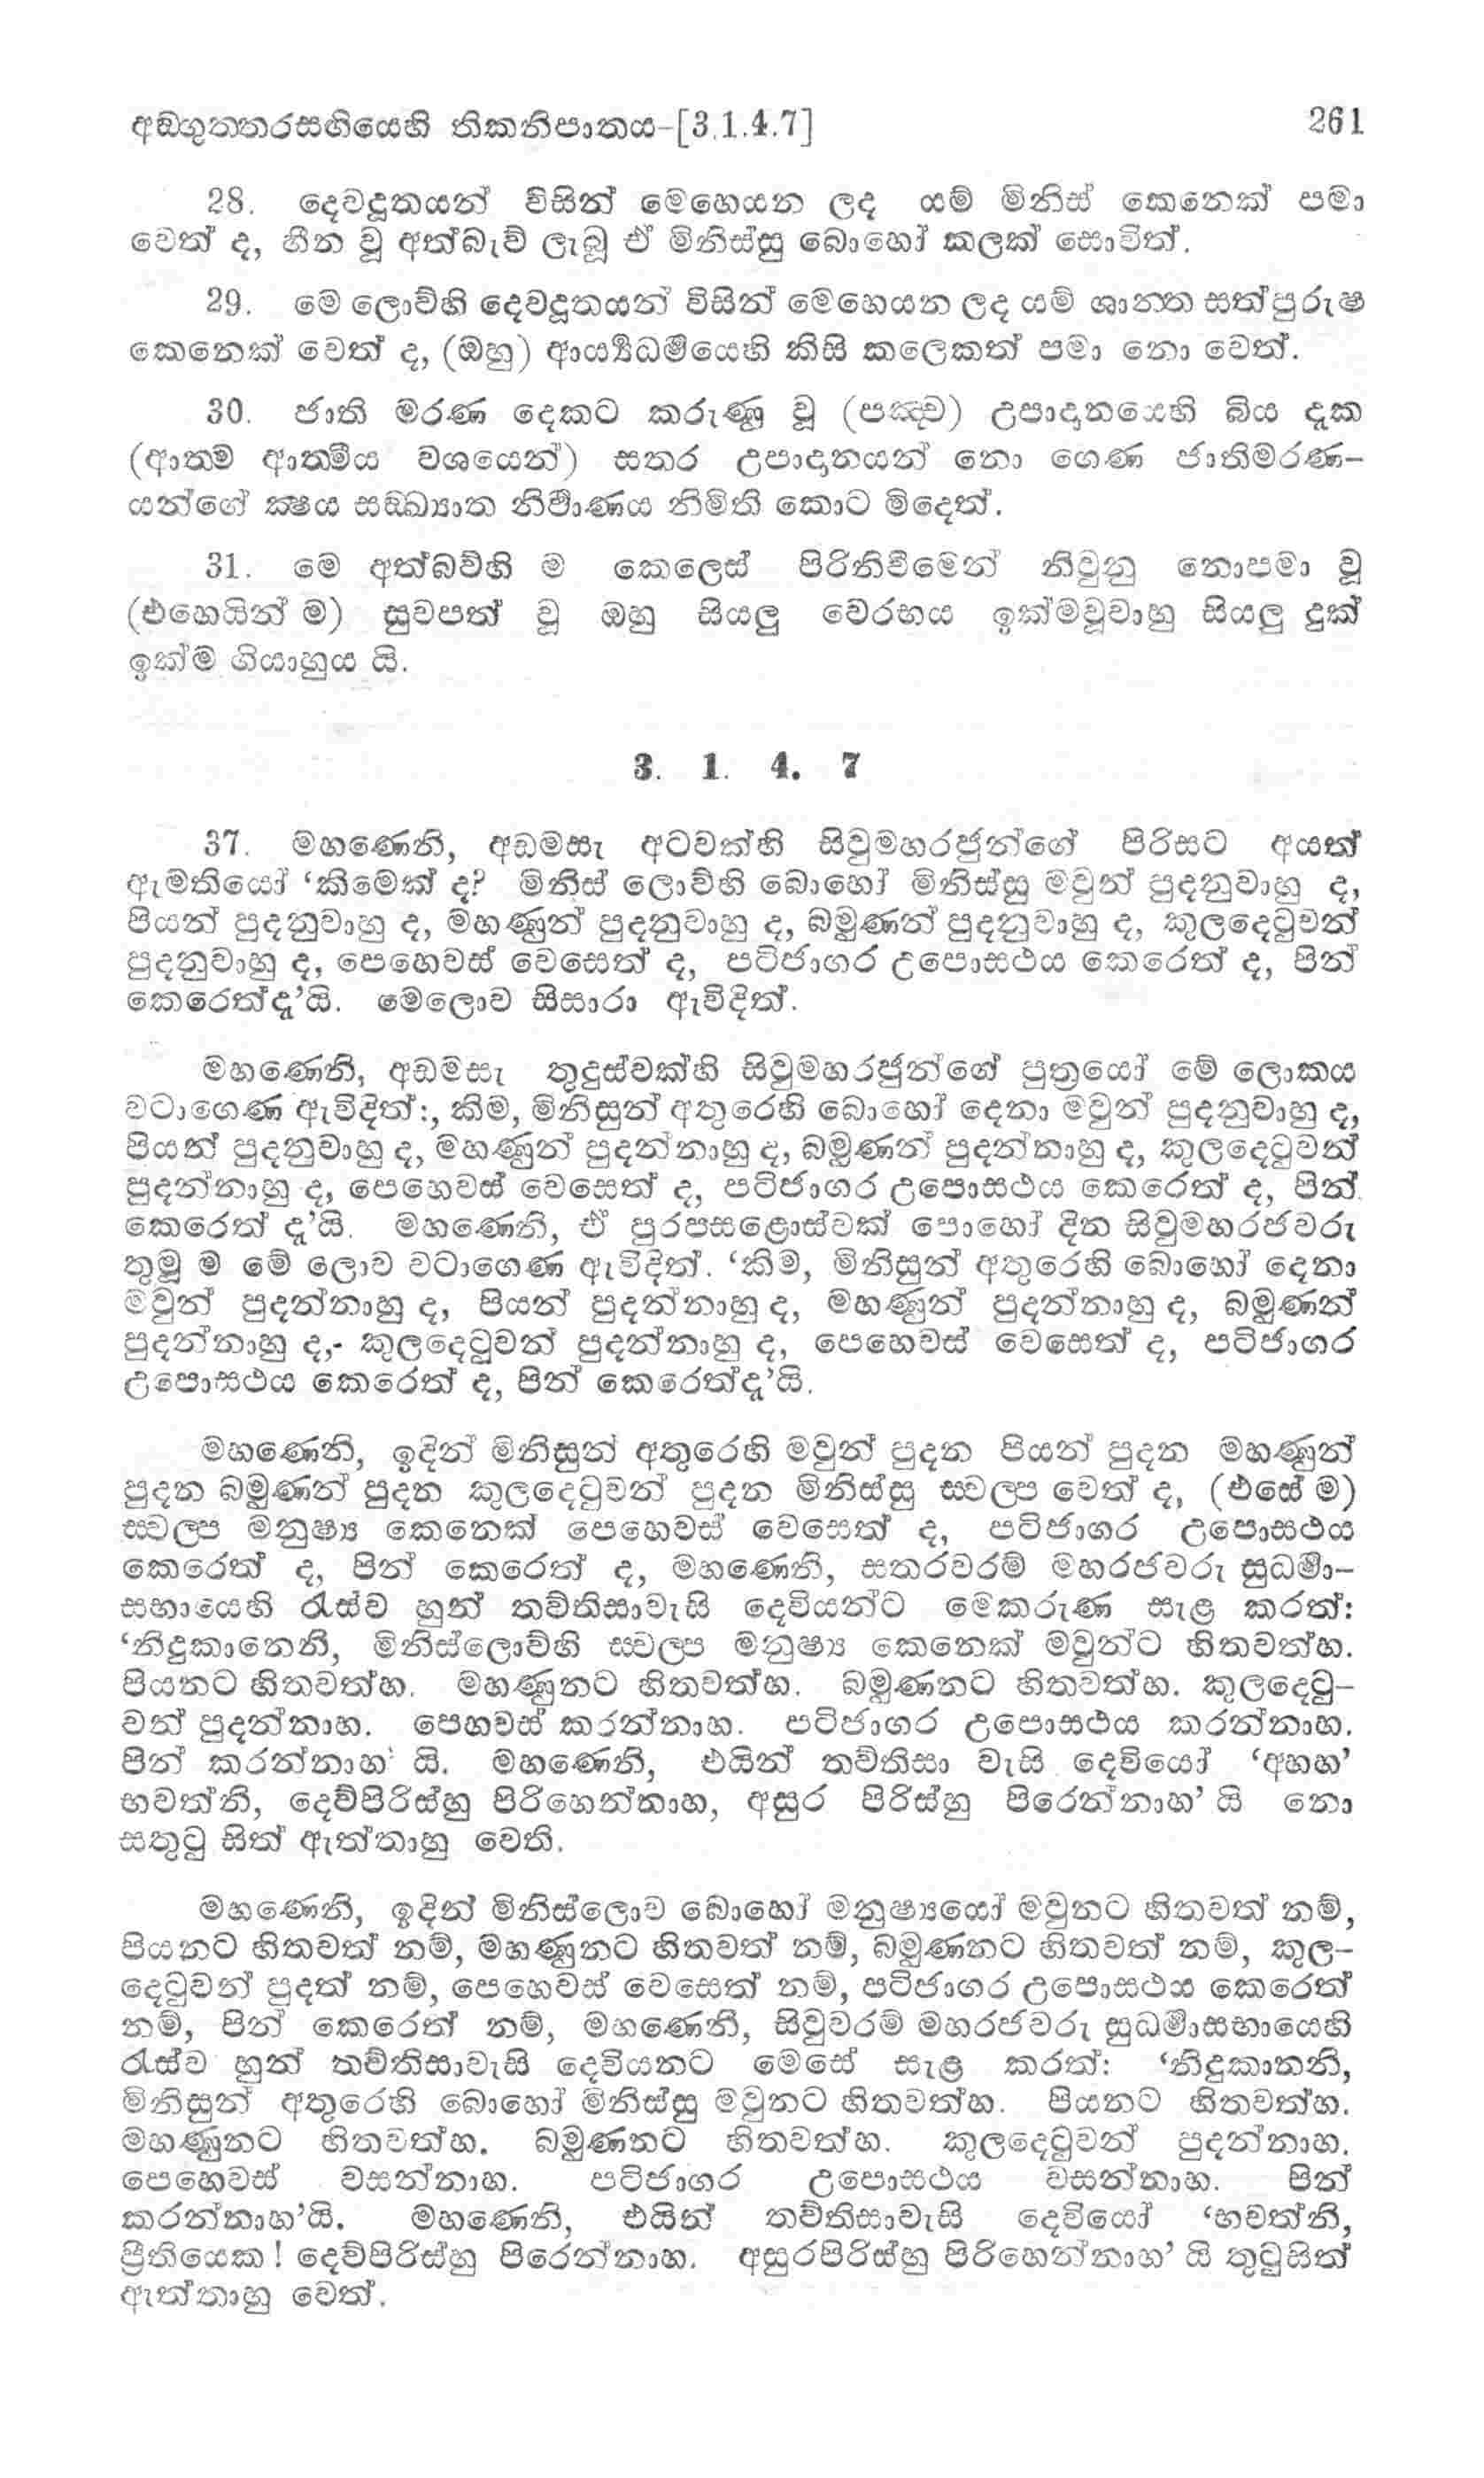 අඞ්ගුත්තරසඟියෙහි තිකනිපාතය-[3.1.4.7] 261
28. දෙවදූතයන් විසින් මෙහෙයන ලද යම් මිනිස් කෙනෙක් පමා
වෙත් ද, හීන වූ අත්බැව් ලැබූ ඒ මිනිස්සු බොහෝ කලක් සොවිත්.
29. මෙ ලොව්හි දෙවදූතයන් විසින් මෙහෙයන ලද යම් ශාන්ත සත්පුරුෂ
කෙනෙක් වෙත් ද, (ඔහු) ආර්‍ය්‍යධර්‍මයෙහි කිසි කලෙකත් පමා නො වෙත්.
30. ජාති මරණ දෙකට කරුණු වූ (පඤ්ච) උපාදානයෙහි බිය දැක
(ආත්ම ආත්මීය වශයෙන්) සතර උපාදානයන් නො ගෙණ ජාතිමරණ-
යන්ගේ ක්‍ෂය සඞ්ඛ්‍යාත නිර්‍වාණය නිමිති කොට මිදෙත්.
31. මෙ අත්බව්හි ම කෙලෙස් පිරිනිවීමෙන් නිවුනු නොපමා වූ
(එහෙයින් ම) සුවපත් වූ ඔහු සියලු වෙරභය ඉක්මවූවාහු සියලු දුක්
ඉක්ම ගියාහුය යි.
3. 1. 4. 7
37. මහණෙනි, අඩමසැ අටවක්හි සිවුමහරජුන්ගේ පිරිසට අයත්
ඇමතියෝ ‘කිමෙක් ද? මිනිස් ලොව්හි බොහෝ මිනිස්සු මවුන් පුදනුවාහු ද,
පියන් පුදනුවාහු ද, මහණුන් පුදනුවාහු ද, බමුණන් පුදනුවාහු ද, කුලදෙටුවන්
පුදනුවාහු ද, පෙහෙවස් වෙසෙත් ද, පටිජාගර උපොසථය කෙරෙත් ද, පින්
කෙරෙත්දැ’යි. මෙලොව සිසාරා ඇවිදිත්.
මහණෙනි, අඩමසැ තුදුස්වක්හි සිවුමහරජුන්ගේ පුත්‍රයෝ මේ ලොකය
වටාගෙණ ඇවිදිත්:, කිම, මිනිසුන් අතුරෙහි බොහෝ දෙනා මවුන් පුදනුවාහු ද,
පියන් පුදනුවාහු ද, මහණුන් පුදන්නාහු ද, බමුණන් පුදන්නාහු ද, කුලදෙටුවන්
පුදන්නාහු ද, පෙහෙවස් වෙසෙත් ද, පටිජාගර උපොසථය කෙරෙත් ද, පින්
කෙරෙත් දැ’යි. මහණෙනි, ඒ පුරපසළොස්වක් පොහෝ දින සිවුමහරජවරු
තුමූ ම මේ ලොව වටාගෙණ ඇවිදිත්. ‘කිම, මිනිසුන් අතුරෙහි බොහෝ දෙනා
මවුන් පුදන්නාහු ද, පියන් පුදන්නාහු ද, මහණුන් පුදන්නාහු ද, බමුණන්
පුදන්නාහු ද,- කුලදෙටුවන් පුදන්නාහු ද, පෙහෙවස් වෙසෙත් ද, පටිජාගර
උපොසථය කෙරෙත් ද, පින් කෙරෙත්දැ’යි.
මහණෙනි, ඉදින් මිනිසුන් අතුරෙහි මවුන් පුදන පියන් පුදන මහණුන්
පුදන බමුණන් පුදන කුලදෙටුවන් පුදන මිනිස්සු ස්වල්ප වෙත් ද, (එසේ ම)
ස්වල්ප මනුෂ්‍ය කෙනෙක් පෙහෙවස් වෙසෙත් ද, පටිජාගර උපොසථය
කෙරෙත් ද, පින් කෙරෙත් ද, මහණෙනි, සතරවරම් මහරජවරු සුධර්‍මා-
සභායෙහි රැස්ව හුන් තව්තිසාවැසි දෙවියන්ට මෙකරුණ සැළ කරත්:
‘නිදුකානෙනි, මිනිස්ලොව්හි ස්වල්ප මනුෂ්‍ය කෙනෙක් මවුන්ට හිතවත්හ.
පියනට හිතවත්හ. මහණුනට හිතවත්හ. බමුණනට හිතවත්හ. කුලදෙටු-
වන් පුදන්නාහ. පෙහවස් කරන්නාහ. පටිජාගර උපොසථය කරන්නාහ.
පින් කරන්නාහ’ යි. මහණෙනි, එයින් තව්තිසා වැසි දෙවියෝ ‘අහහ’
භවත්නි, දෙව්පිරිස්හු පිරිහෙන්නාහ, අසුර පිරිස්හු පිරෙන්නාහ’ යි නො
සතුටු සිත් ඇත්තාහු වෙති.
මහණෙනි, ඉදින් මිනිස්ලොව බොහෝ මනුෂ්‍යයෝ මවුනට හිතවත් නම්,
පියනට හිතවත් නම්, මහණුනට හිතවත් නම්, බමුණනට හිතවත් නම්, කුල-
දෙටුවන් පුදත් නම්, පෙහෙවස් වෙසෙත් නම්, පටිජාගර උපොසථය කෙරෙත්
නම්, පින් කෙරෙත් නම්, මහණෙනි, සිවුවරම් මහරජවරු සුධර්‍මාසභායෙහි
රැස්ව හුන් තව්තිසාවැසි දෙවියනට මෙසේ සැළ කරත්: ‘නිදුකානනි,
මිනිසුන් අතුරෙහි බොහෝ මිනිස්සු මවුනට හිතවත්හ. පියනට හිතවත්හ.
මහණුනට හිතවත්හ. බමුණනට හිතවත්හ. කුලදෙටුවන් පුදන්නාහ.
පෙහෙවස් වසන්නාහ. පටිජාගර උපොසථය වසන්නාහ. පින්
කරන්නාහ’යි. මහණෙනි, එයින් තව්තිසාවැසි දෙවියෝ ‘භවත්නි,
ප්‍රීතියෙක! දෙව්පිරිස්හු පිරෙන්නාහ. අසුරපිරිස්හු පිරිහෙන්නාහ’ යි තුටුසිත්
ඇත්තාහු වෙත්.